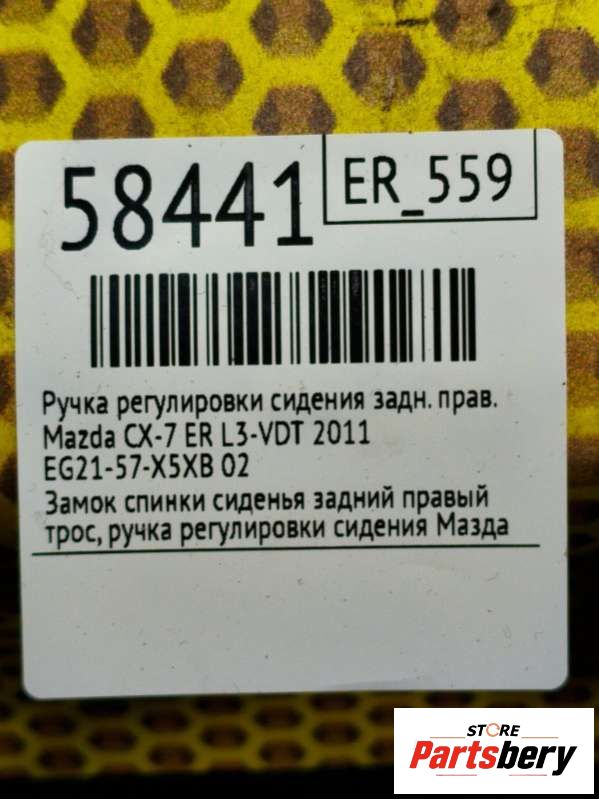 58441
ER_559
Ручка регулировки сидения задн. прав.
Mazda CX-7 ER L3-VDT 2011
EG21-57-X5XB 02
Замок спинки сиденья задний правый
трос, ручка регулировки сидения Мазда
STORE
Partsbery